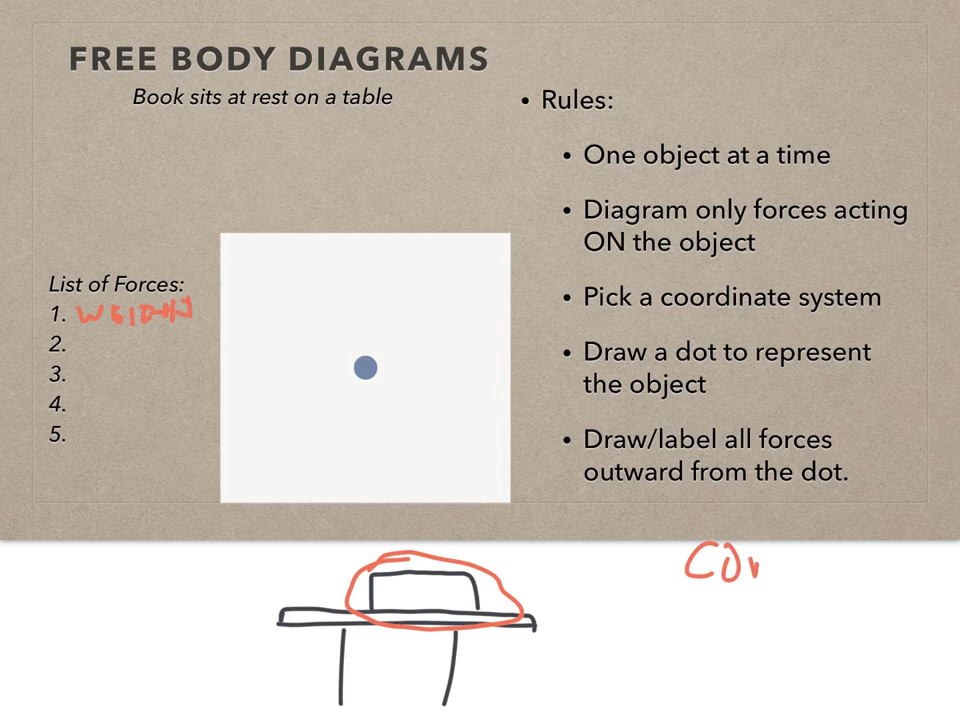 FREE BODY DIAGRAMS
Book sits at rest on a table
List of Forces:
1. WEIGHT
2.
3.
4.
5.
• Rules:
• One object at a time
• Diagram only forces acting
ON the object
• Pick a coordinate system
• Draw a dot to represent
the object
• Draw/label all forces
outward from the dot.